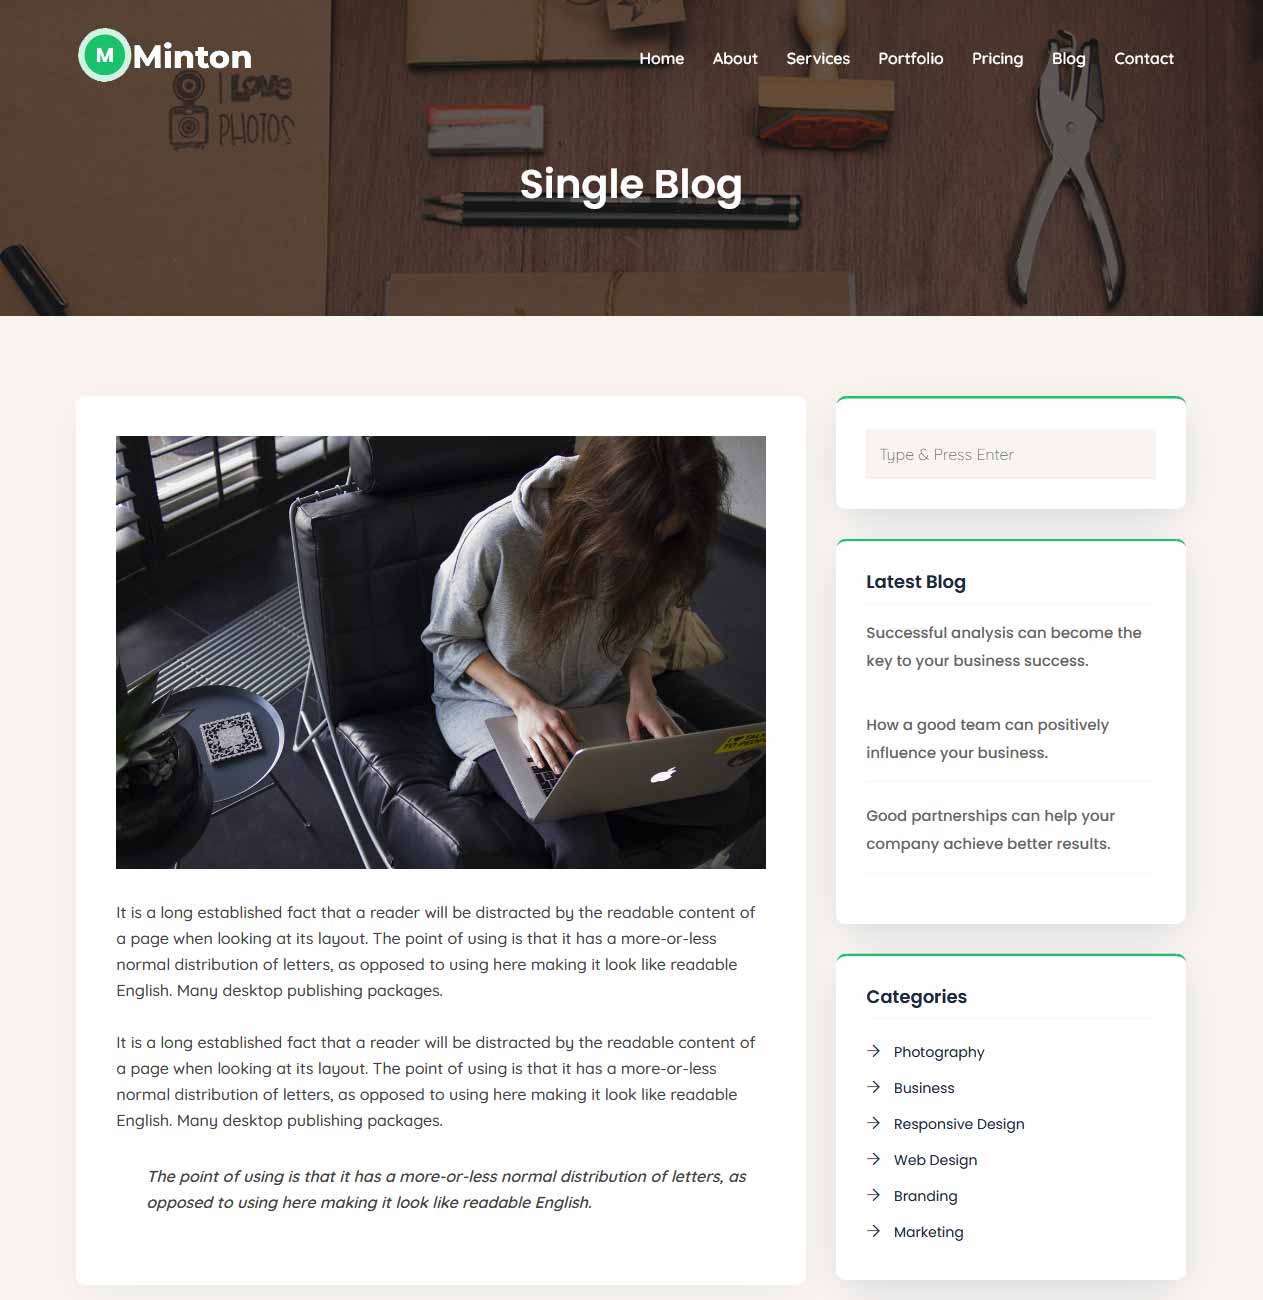 M Minton
Home About Services Portfolio Pricing Blog Contact
I LOVE
PHOTOS
Single Blog
Type & Press Enter
Latest Blog
Successful analysis can become the
key to your business success.
How a good team can positively
influence your business.
Good partnerships can help your
company achieve better results.
Categories
Photography
Business
Responsive Design
Web Design
Branding
Marketing
It is a long established fact that a reader will be distracted by the readable content of
a page when looking at its layout. The point of using is that it has a more-or-less
normal distribution of letters, as opposed to using here making it look like readable
English. Many desktop publishing packages.
It is a long established fact that a reader will be distracted by the readable content of
a page when looking at its layout. The point of using is that it has a more-or-less
normal distribution of letters, as opposed to using here making it look like readable
English. Many desktop publishing packages.
The point of using is that it has a more-or-less normal distribution of letters, as
opposed to using here making it look like readable English.